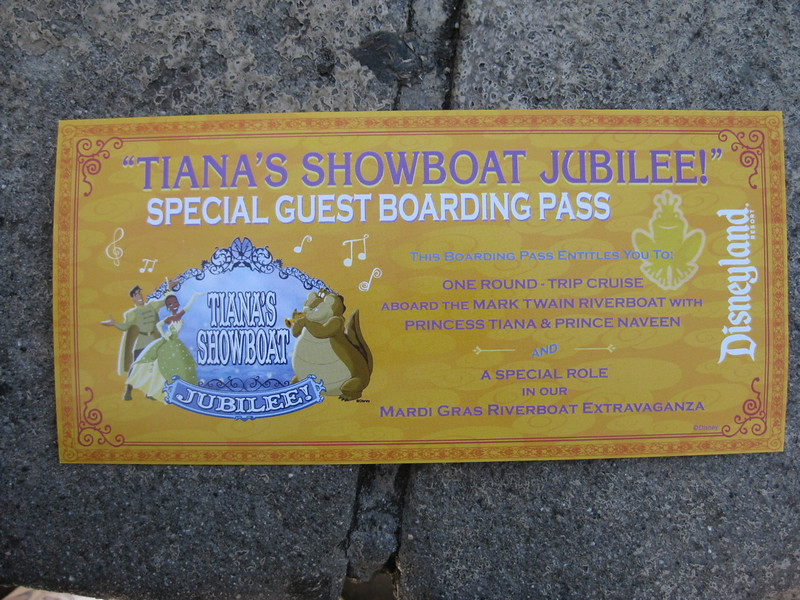 "TIANA'S SHOWBOAT JUBILEE!"
SPECIAL GUEST BOARDING PASS
THIS BOARDING PASS ENTITLES YOU TO:
ONE ROUND - TRIP CRUISE
ABOARD THE MARK TWAIN RIVERBOAT WITH
PRINCESS TIANA & PRINCE NAVEEN
AND
A SPECIAL ROLE
IN OUR
MARDI GRAS RIVERBOAT EXTRAVAGANZA
TIANA'S
SHOWBOAT
JUBILEE!
©Disney
Disneyland
RESORT
©Disney